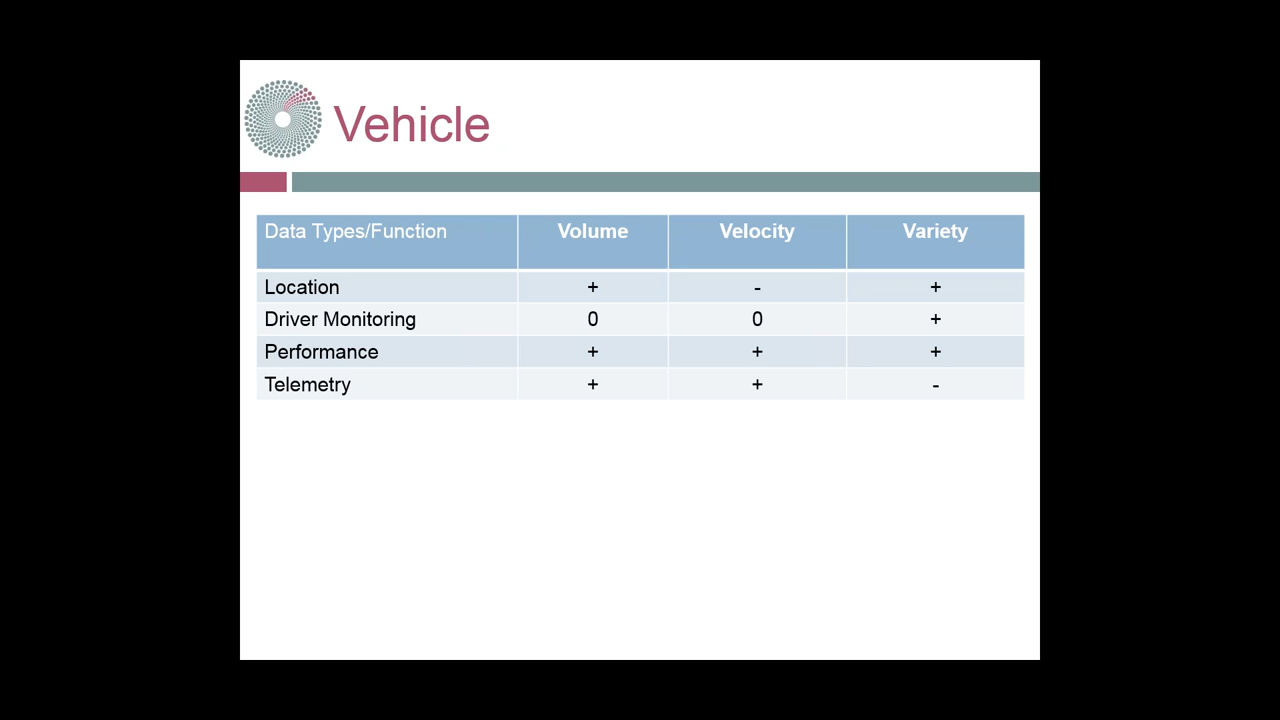 Vehicle
Data Types/Function Volume Velocity Variety
Location + - +
Driver Monitoring 0 0 +
Performance + + +
Telemetry + + -